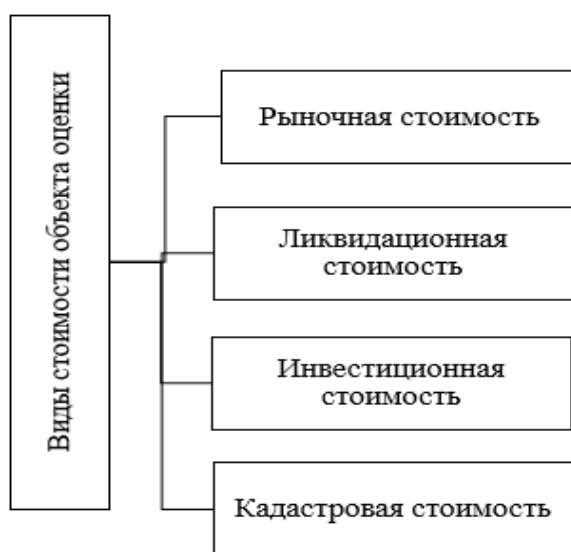 Виды стоимости объекта оценки
Рыночная стоимость
Ликвидационная
стоимость
Инвестиционная
стоимость
Кадастровая стоимость